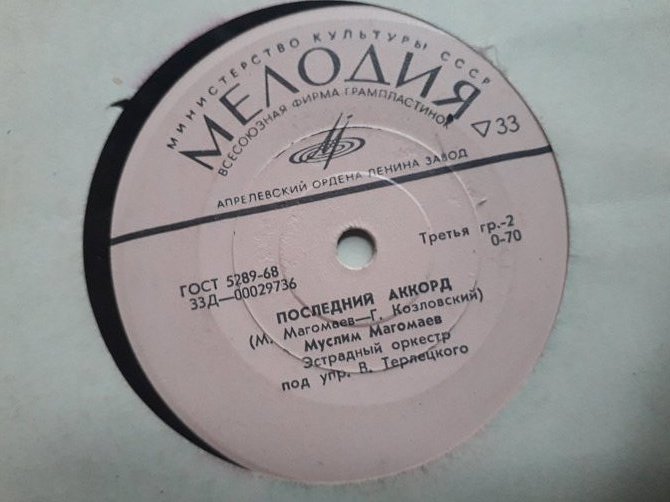 МИНИСТЕРСТВО КУЛЬТУРЫ СССР
МЕЛОДИЯ
ВСЕСОЮЗНАЯ ФИРМА ГРАМПЛАСТИНОК
33
АПРЕЛЕВСКИЙ ОРДЕНА ЛЕНИНА ЗАВОД
Третья гр.-2
0-70
ГОСТ 5289-68
33Д—00029736
ПОСЛЕДНИЙ АККОРД
(М. Магомаев—Г. Козловский)
Муслим Магомаев
Эстрадный оркестр
под упр. В. Терлецкого